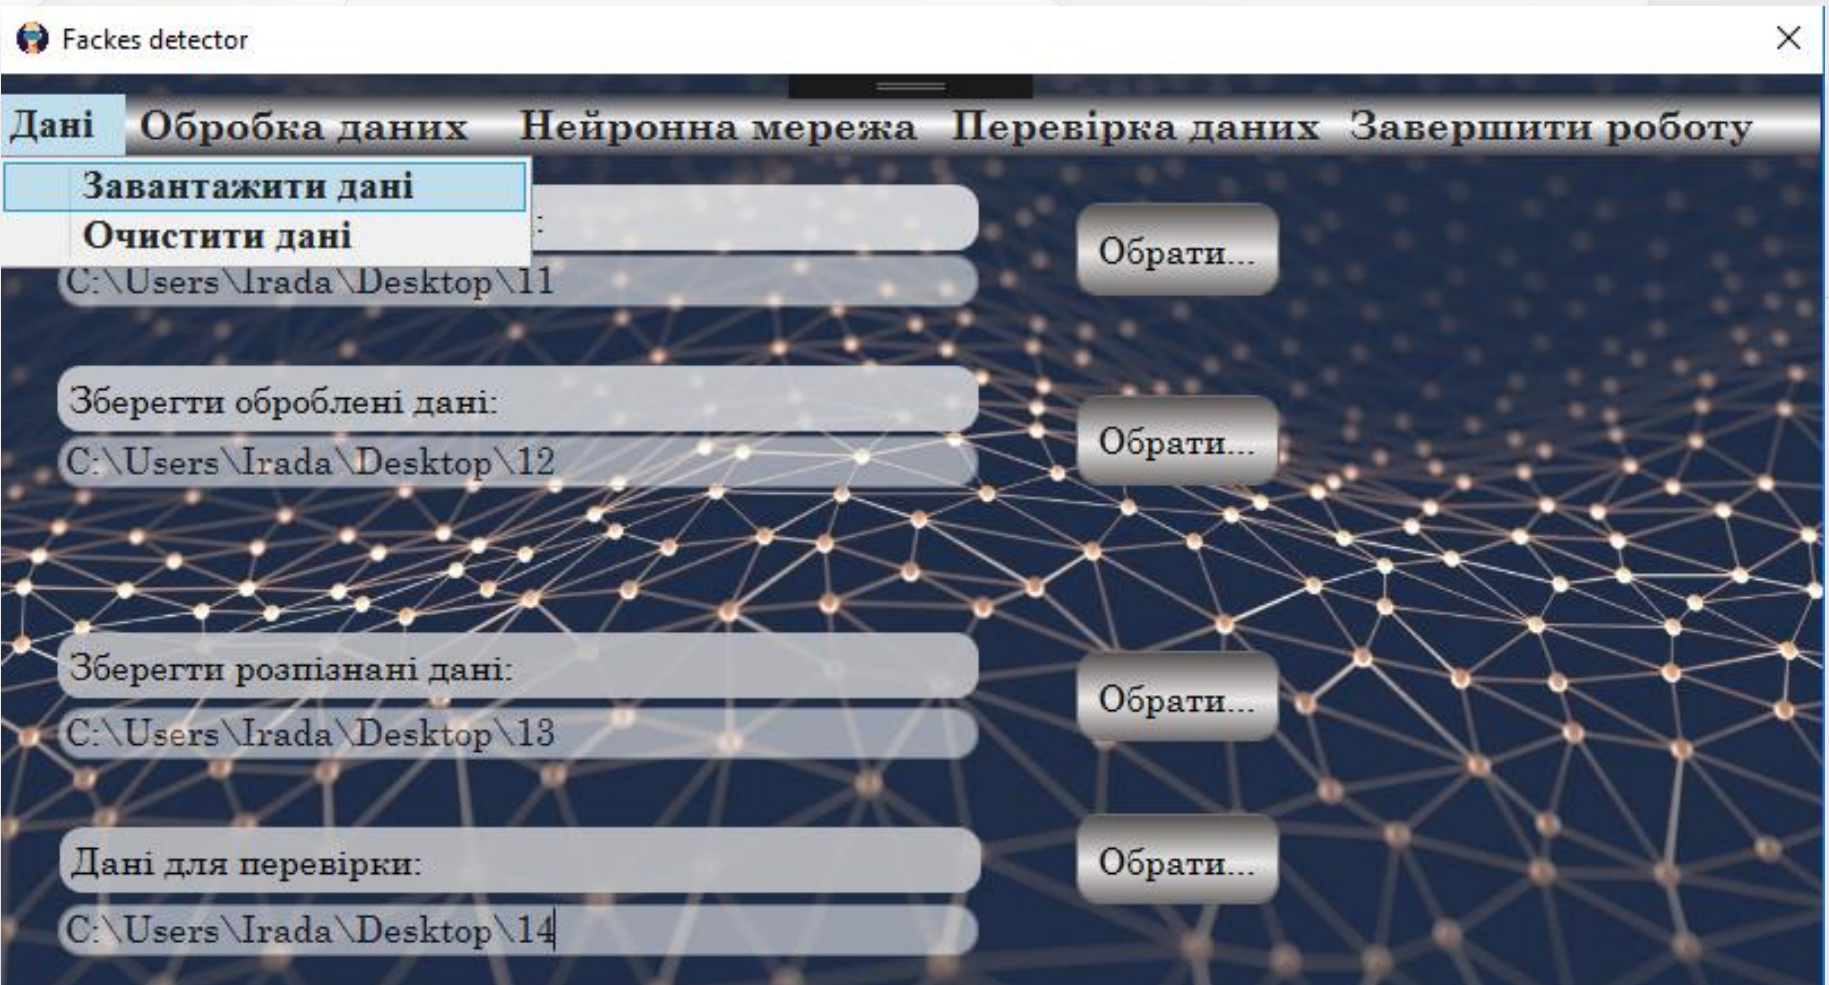 Fackes detector
Дані Обробка даних Нейронна мережа Перевірка даних Завершити роботу
Завантажити дані
Очистити дані
:
Обрати...
C:\Users\Irada\Desktop\11
Зберегти оброблені дані:
Обрати...
C:\Users\Irada\Desktop\12
Зберегти розпізнані дані:
Обрати...
C:\Users\Irada\Desktop\13
Дані для перевірки:
Обрати...
C:\Users\Irada\Desktop\14